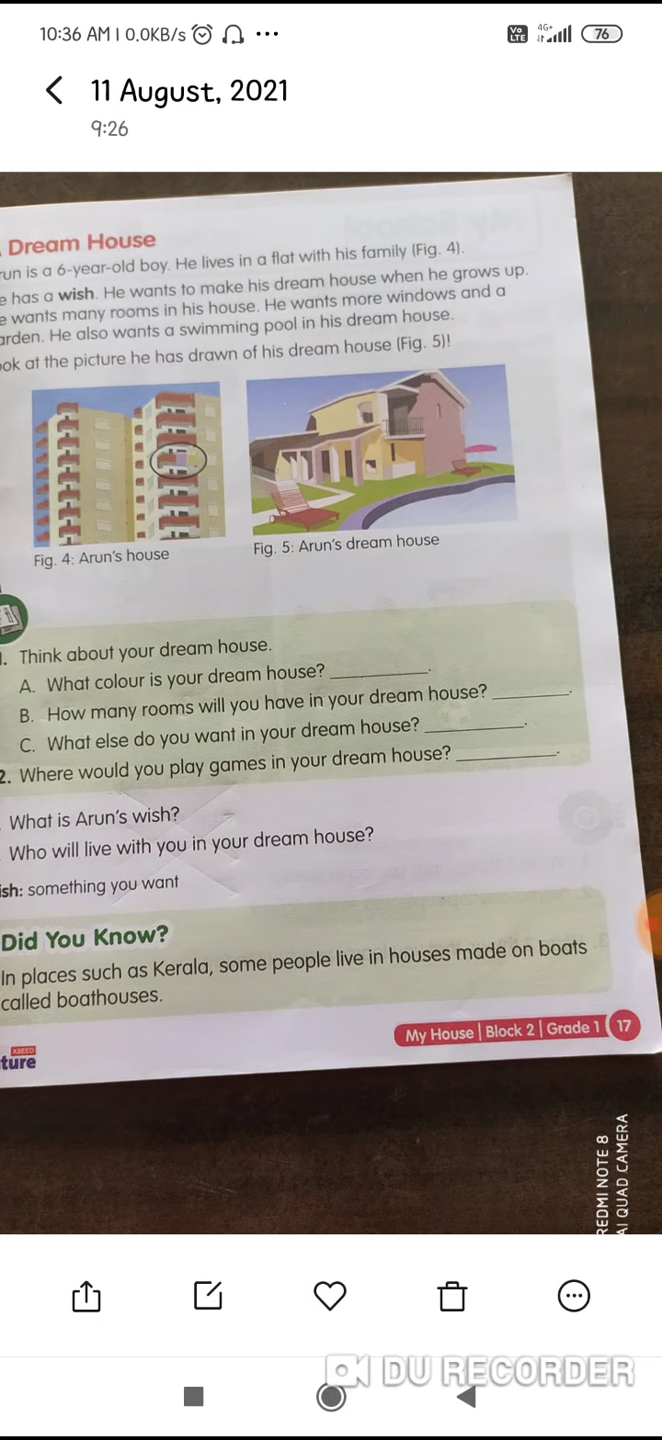 10:36 AM | 0.0KB/s
Vo LTE 4G+ 76
11 August, 2021
9:26
Dream House
run is a 6-year-old boy. He lives in a flat with his family (Fig. 4).
e has a wish. He wants to make his dream house when he grows up.
e wants many rooms in his house. He wants more windows and a
arden. He also wants a swimming pool in his dream house.
ook at the picture he has drawn of his dream house (Fig. 5)!
Fig. 4: Arun's house
Fig. 5: Arun's dream house
. Think about your dream house.
A. What colour is your dream house? ________.
B. How many rooms will you have in your dream house? ________.
C. What else do you want in your dream house? ________.
2. Where would you play games in your dream house? ________.
What is Arun's wish?
Who will live with you in your dream house?
ish: something you want
Did You Know?
In places such as Kerala, some people live in houses made on boats
called boathouses.
My House | Block 2 | Grade 1 17
XSEED
ture
REDMI NOTE 8
AI QUAD CAMERA
DU RECORDER